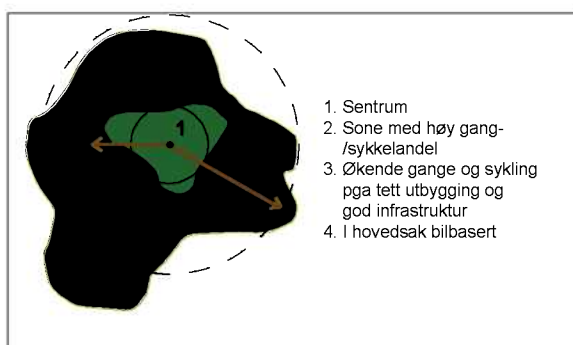 1
1. Sentrum
2. Sone med høy gang-
/sykkelandel
3. Økende gange og sykling
pga tett utbygging og
god infrastruktur
4. I hovedsak bilbasert